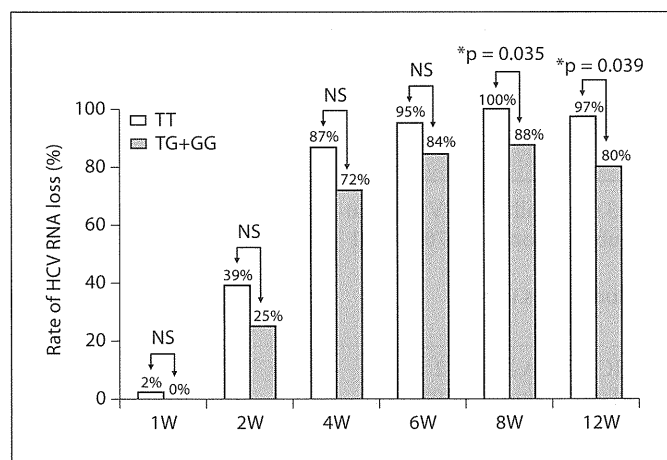 *p = 0.035
*p = 0.039
NS
NS
NS
NS
Rate of HCV RNA loss (%)
100
80
60
40
20
0
TT
TG+GG
2%
0%
39%
25%
87%
72%
95%
84%
100%
88%
97%
80%
1W
2W
4W
6W
8W
12W